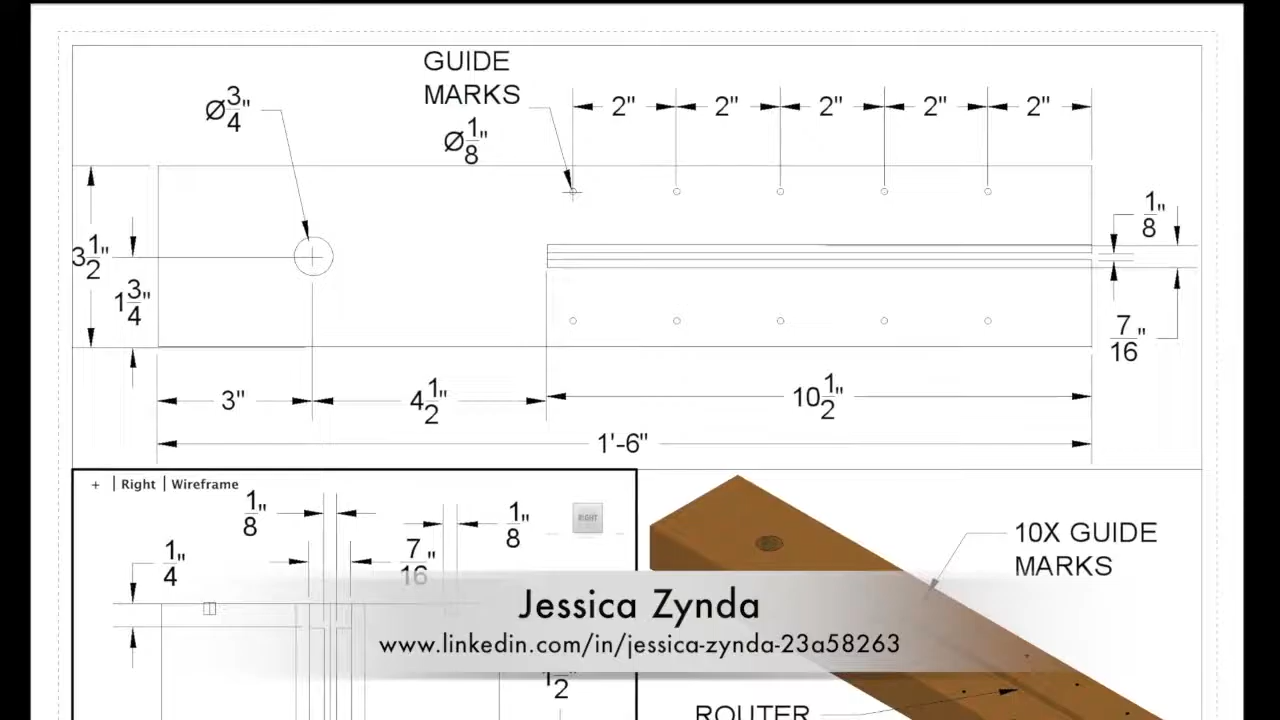 GUIDE
MARKS
Ø3/4"
Ø1/8"
2" 2" 2" 2" 2"
1/8"
3 1/2"
1 3/4"
7/16"
3" 4 1/2" 10 1/2"
1'-6"
+ | Right | Wireframe
1/8" 1/8"
RIGHT
7/16"
1/4"
10X GUIDE
MARKS
Jessica Zynda
www.linkedin.com/in/jessica-zynda-23a58263
ROUTER